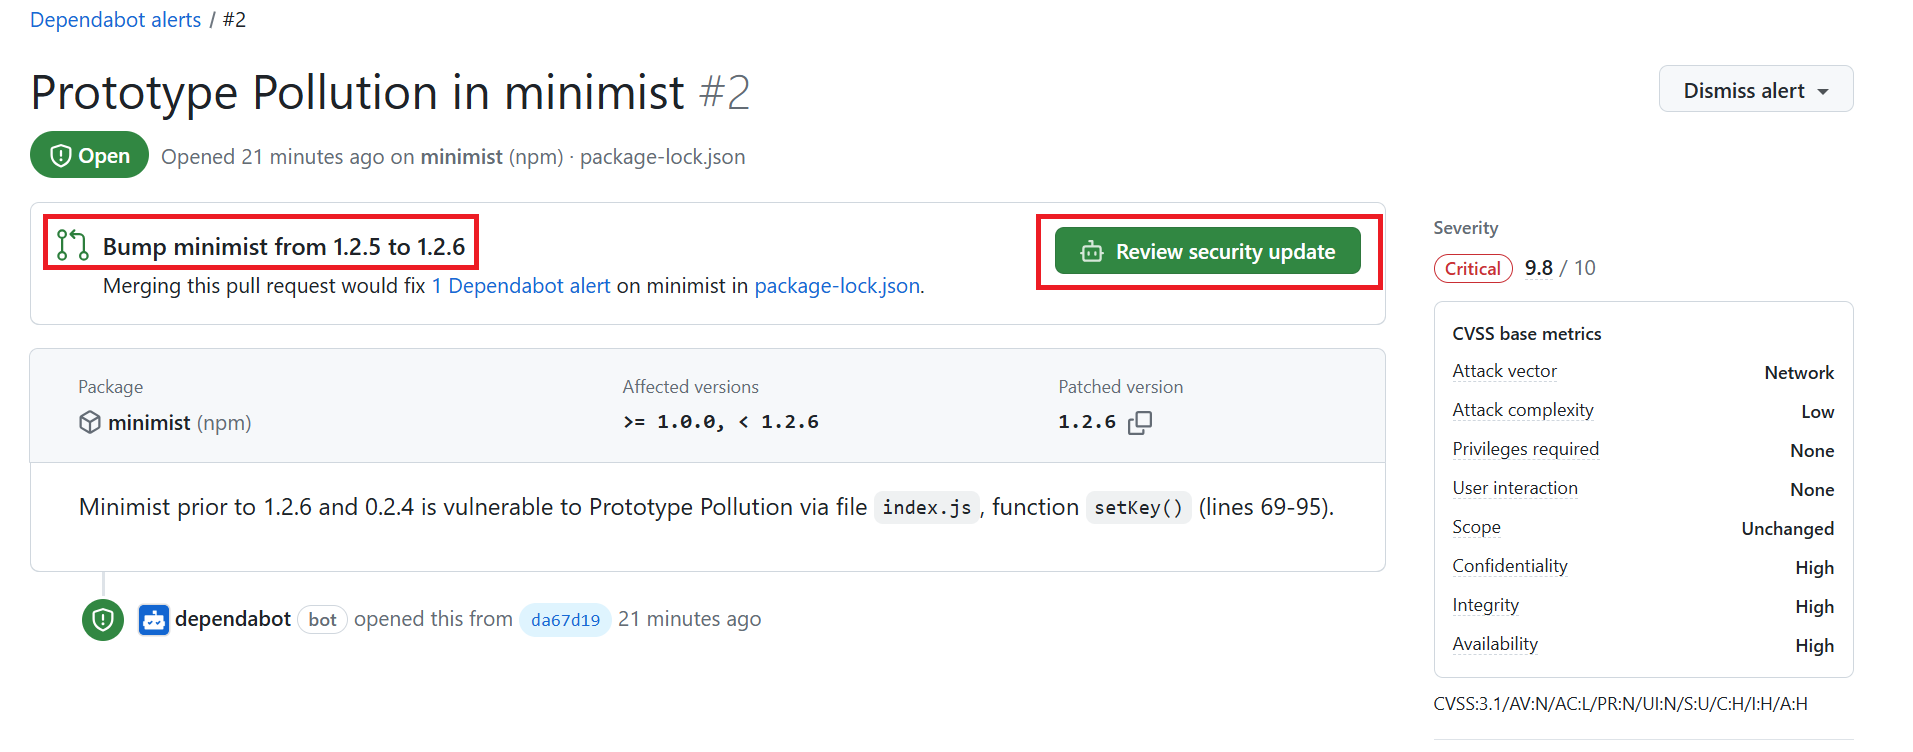 Dependabot alerts / #2
Prototype Pollution in minimist #2
Dismiss alert
Open
Opened 21 minutes ago on minimist (npm) · package-lock.json
Bump minimist from 1.2.5 to 1.2.6
Merging this pull request would fix 1 Dependabot alert on minimist in package-lock.json.
Review security update
Package
Affected versions
Patched version
minimist (npm)
>= 1.0.0, < 1.2.6
1.2.6
Minimist prior to 1.2.6 and 0.2.4 is vulnerable to Prototype Pollution via file index.js, function setKey() (lines 69-95).
dependabot bot opened this from da67d19 21 minutes ago
Severity
Critical 9.8 / 10
CVSS base metrics
Attack vector Network
Attack complexity Low
Privileges required None
User interaction None
Scope Unchanged
Confidentiality High
Integrity High
Availability High
CVSS:3.1/AV:N/AC:L/PR:N/UI:N/S:U/C:H/I:H/A:H